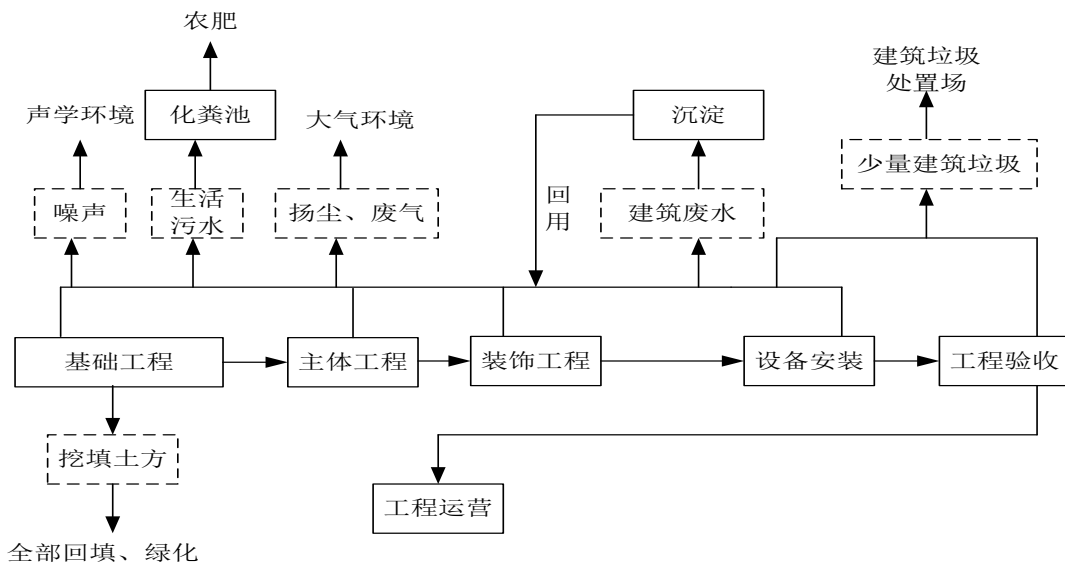 农肥
建筑垃圾
处置场
声学环境
化粪池
大气环境
沉淀
少量建筑垃圾
噪声
生活
污水
扬尘、废气
回
用
建筑废水
基础工程
主体工程
装饰工程
设备安装
工程验收
挖填土方
工程运营
全部回填、绿化